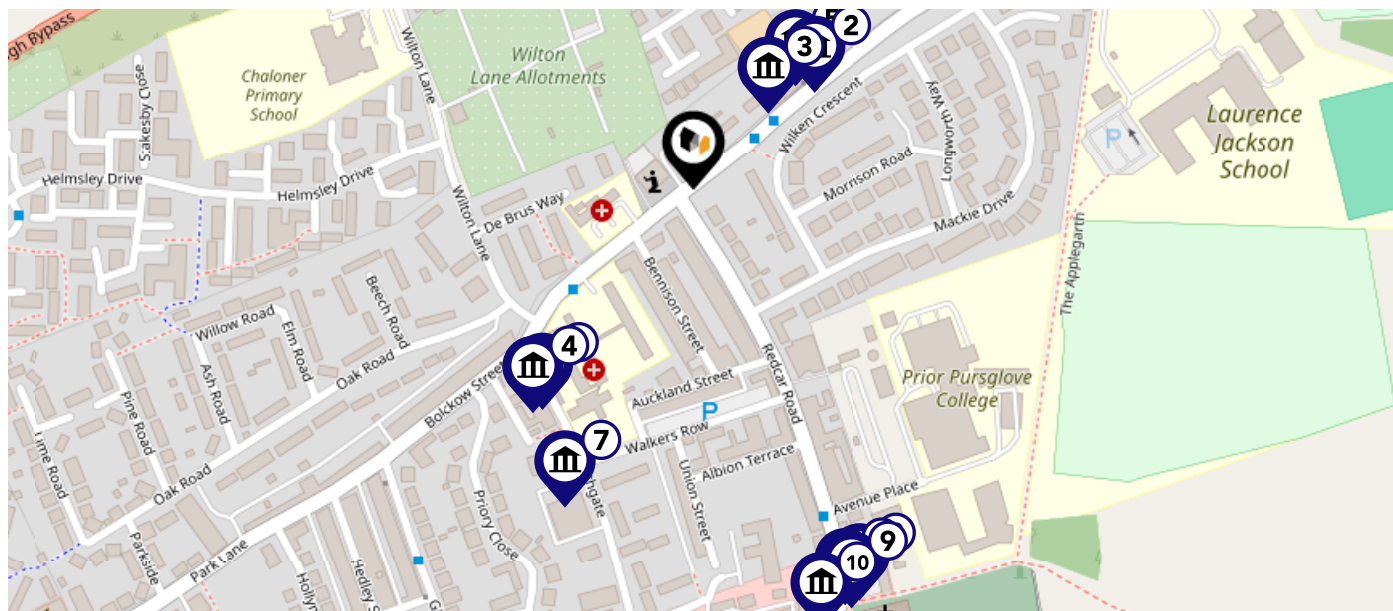 gh Bypass
Wilton Lane
Wilton
Lane Allotments
2
3
Chaloner
Primary
School
Stakesby Close
Wilken Crescent
Longworth Way
Laurence
Jackson
School
P
Helmsley Drive
Helmsley Drive
Morrison Road
Wilton Lane
De Brus Way
Mackie Drive
The Applegarth
Bennison Street
Beech Road
Willow Road
Elm Road
Oak Road
4
Redcar Road
Ash Road
Bolckow Street
Auckland Street
Prior Pursglove
College
Pine Road
P
Walkers Row
7
Lime Road
Oak Road
Albion Terrace
Union Street
hgate
Avenue Place
Priory Close
Parkside
Park Lane
Hedley S
Hollyn
9
10